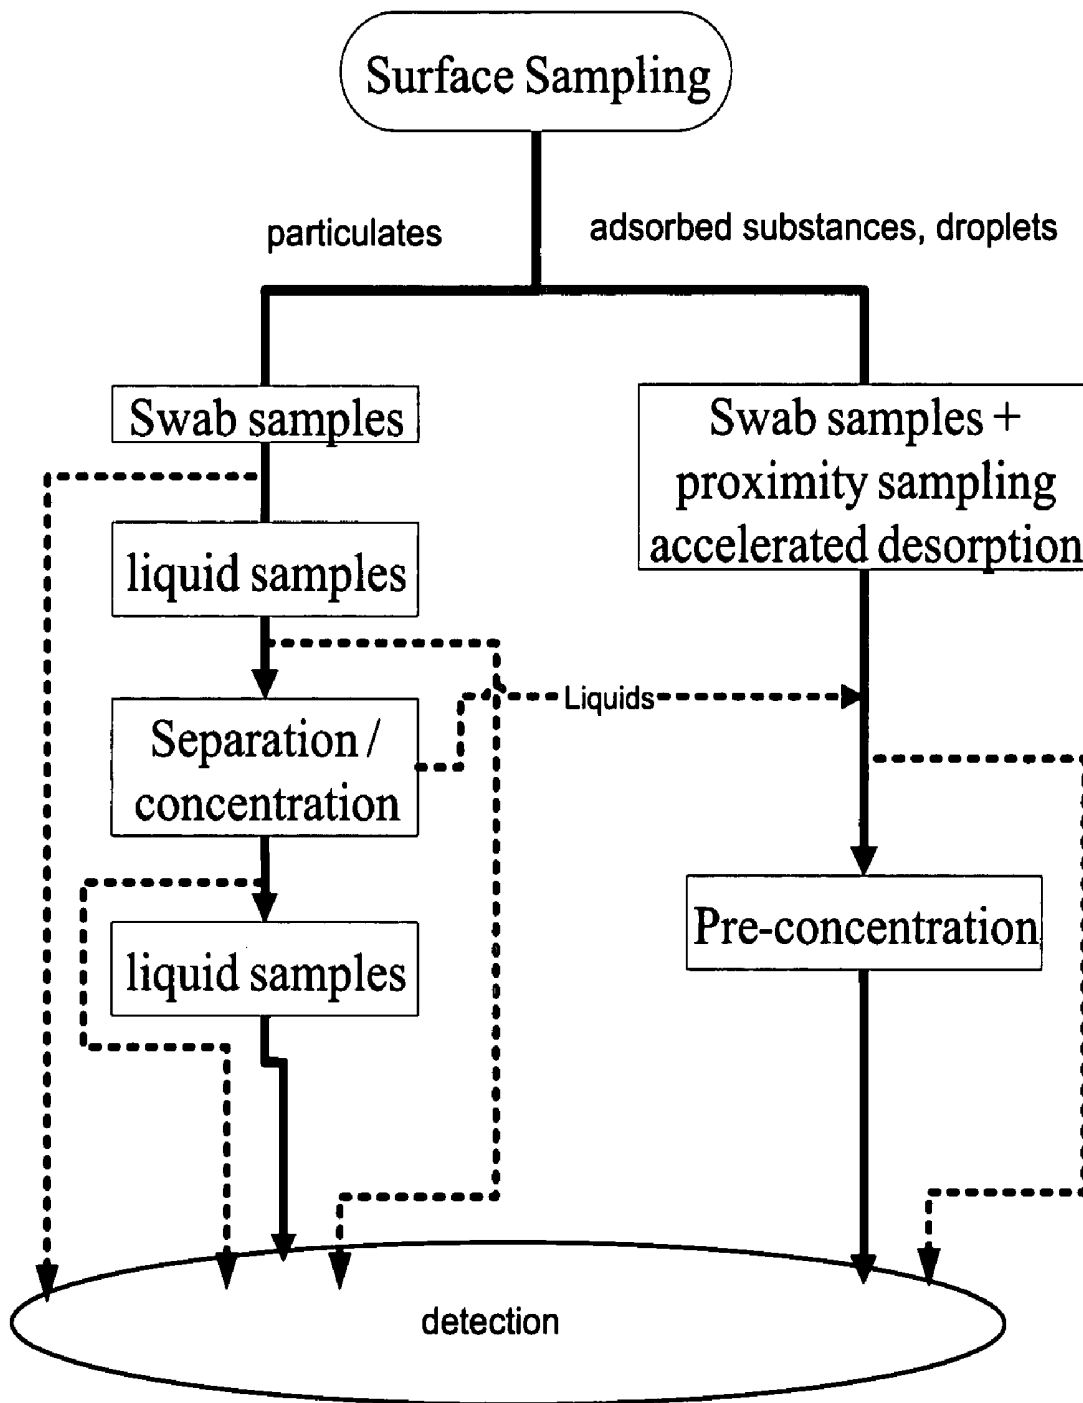 Surface Sampling
particulates
adsorbed substances, droplets
Swab samples
Swab samples +
proximity sampling
accelerated desorption
liquid samples
Separation /
concentration
Liquids
Pre-concentration
liquid samples
detection